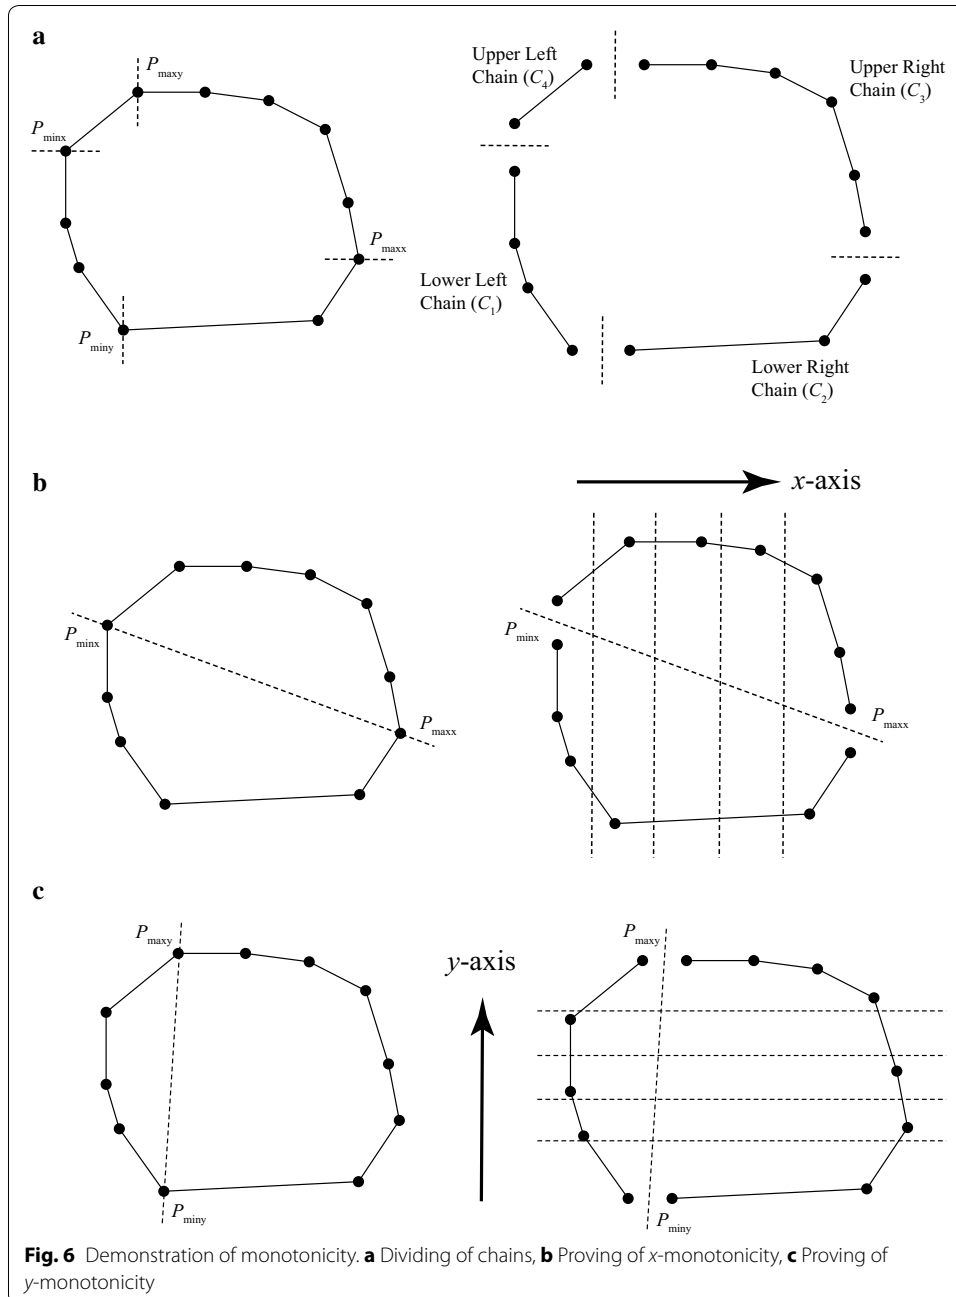 a
P_maxy
P_minx
P_maxx
P_miny
Upper Left
Chain (C_4)
Upper Right
Chain (C_3)
Lower Left
Chain (C_1)
Lower Right
Chain (C_2)
b
x-axis
P_minx
P_maxx
P_minx
P_maxx
c
P_maxy
P_miny
y-axis
P_maxy
P_miny
Fig. 6 Demonstration of monotonicity. a Dividing of chains, b Proving of x-monotonicity, c Proving of
y-monotonicity